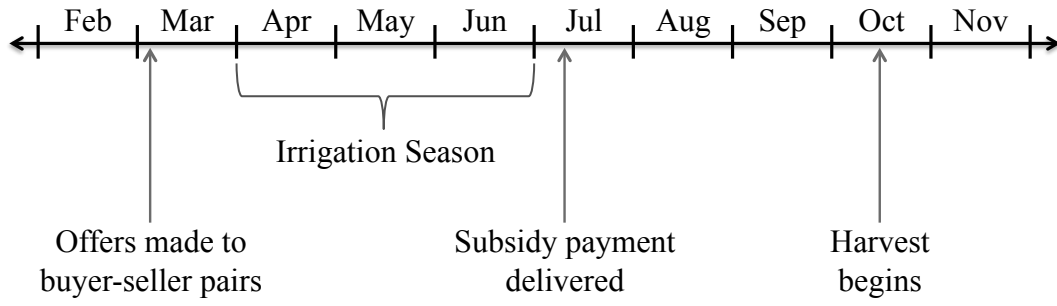 Feb Mar Apr May Jun Jul Aug Sep Oct Nov
Irrigation Season
Offers made to
buyer-seller pairs
Subsidy payment
delivered
Harvest
begins